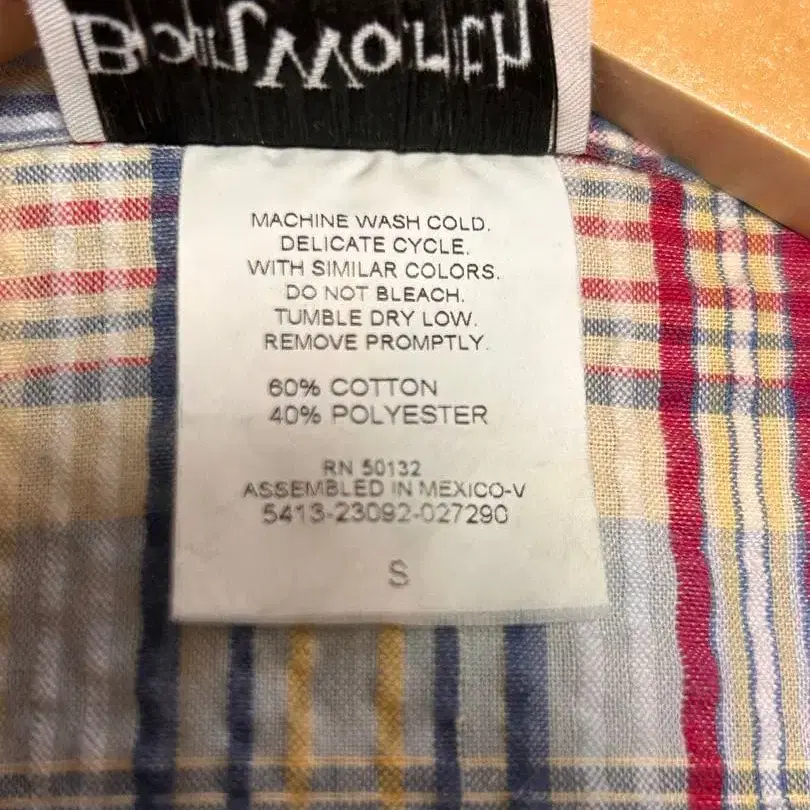 MACHINE WASH COLD.
DELICATE CYCLE.
WITH SIMILAR COLORS.
DO NOT BLEACH.
TUMBLE DRY LOW.
REMOVE PROMPTLY.
60% COTTON
40% POLYESTER
RN 50132
ASSEMBLED IN MEXICO-V
5413-23092-027290
S